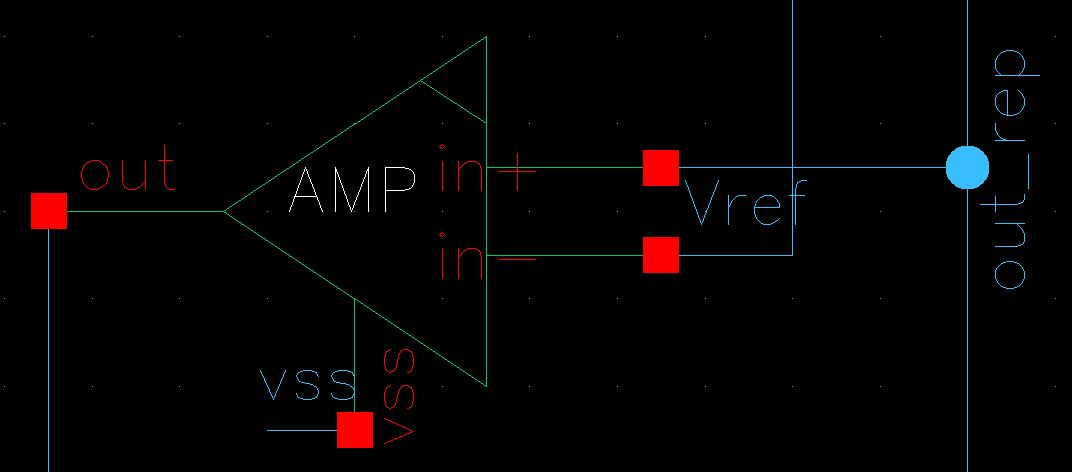 out
AMP
in+
in-
Vref
out_rep
vss
vss